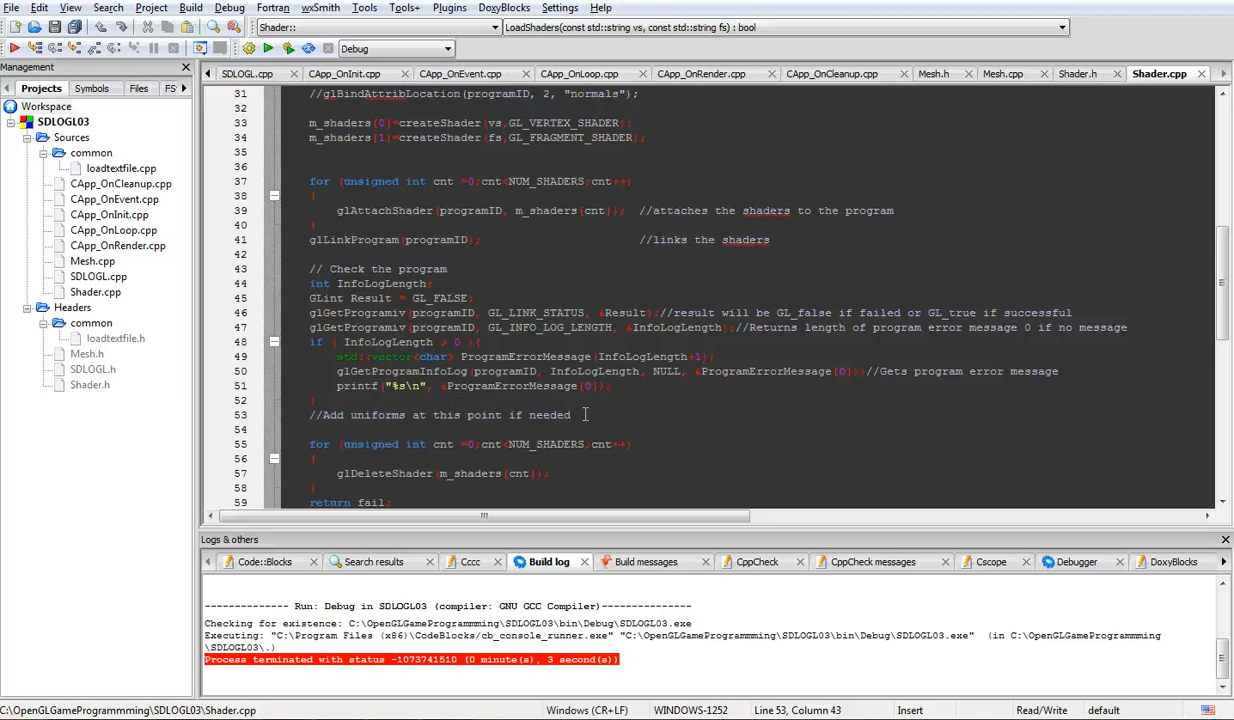 File Edit View Search Project Build Debug Fortran wxSmith Tools Tools+ Plugins DoxyBlocks Settings Help
Shader:: LoadShaders(const std::string vs, const std::string fs) : bool
Debug
Management
Projects Symbols Files FS
SDLOGL.cpp CApp_OnInit.cpp CApp_OnEvent.cpp CApp_OnLoop.cpp CApp_OnRender.cpp CApp_OnCleanup.cpp Mesh.h Mesh.cpp Shader.h Shader.cpp
Workspace
SDLOGL03
Sources
common
loadtextfile.cpp
CApp_OnCleanup.cpp
CApp_OnEvent.cpp
CApp_OnInit.cpp
CApp_OnLoop.cpp
CApp_OnRender.cpp
Mesh.cpp
SDLOGL.cpp
Shader.cpp
Headers
common
loadtextfile.h
Mesh.h
SDLOGL.h
Shader.h
31 //glBindAttribLocation(programID, 2, "normals");
32
33 m_shaders[0]=createShader(vs,GL_VERTEX_SHADER);
34 m_shaders[1]=createShader(fs,GL_FRAGMENT_SHADER);
35
36
37 for (unsigned int cnt =0;cnt<NUM_SHADERS;cnt++)
38 {
39 glAttachShader(programID, m_shaders[cnt]); //attaches the shaders to the program
40 }
41 glLinkProgram(programID); //links the shaders
42
43 // Check the program
44 int InfoLogLength;
45 GLint Result = GL_FALSE;
46 glGetProgramiv(programID, GL_LINK_STATUS, &Result);//result will be GL_false if failed or GL_true if successful
47 glGetProgramiv(programID, GL_INFO_LOG_LENGTH, &InfoLogLength);//Returns length of program error message 0 if no message
48 if ( InfoLogLength > 0 ){
49 std::vector<char> ProgramErrorMessage(InfoLogLength+1);
50 glGetProgramInfoLog(programID, InfoLogLength, NULL, &ProgramErrorMessage[0]);//Gets program error message
51 printf("%s\n", &ProgramErrorMessage[0]);
52 }
53 //Add uniforms at this point if needed
54
55 for (unsigned int cnt =0;cnt<NUM_SHADERS;cnt++)
56 {
57 glDeleteShader(m_shaders[cnt]);
58 }
59 return fail;
Logs & others
Code::Blocks Search results Cccc Build log Build messages CppCheck CppCheck messages Cscope Debugger DoxyBlocks
-------------- Run: Debug in SDLOGL03 (compiler: GNU GCC Compiler)---------------
Checking for existence: C:\OpenGLGameProgrammming\SDLOGL03\bin\Debug\SDLOGL03.exe
Executing: "C:\Program Files (x86)\CodeBlocks/cb_console_runner.exe" "C:\OpenGLGameProgrammming\SDLOGL03\bin\Debug\SDLOGL03.exe" (in C:\OpenGLGameProgrammming
\SDLOGL03\.)
Process terminated with status -1073741510 (0 minute(s), 3 second(s))
C:\OpenGLGameProgrammming\SDLOGL03\Shader.cpp Windows (CR+LF) WINDOWS-1252 Line 53, Column 43 Insert Read/Write default